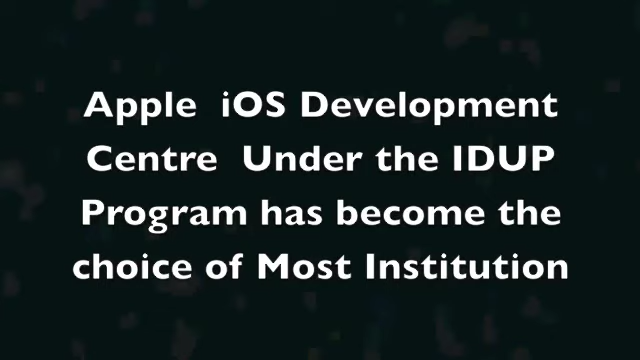 Apple  iOS Development
Centre  Under the IDUP
Program has become the
choice of Most Institution